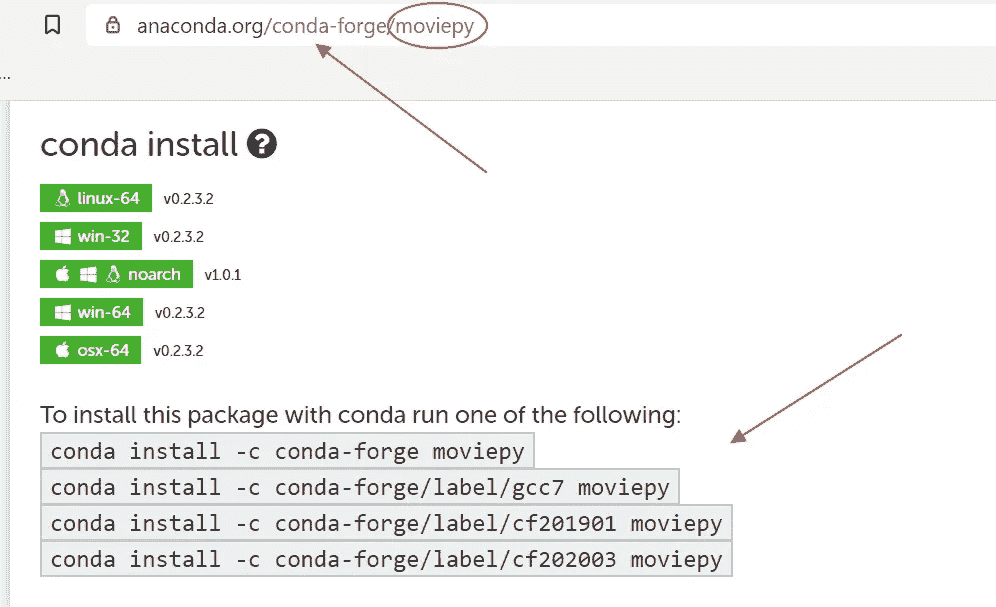 anaconda.org/conda-forge/moviepy
...
conda install ?
linux-64 v0.2.3.2
win-32 v0.2.3.2
noarch v1.0.1
win-64 v0.2.3.2
osx-64 v0.2.3.2
To install this package with conda run one of the following:
conda install -c conda-forge moviepy
conda install -c conda-forge/label/gcc7 moviepy
conda install -c conda-forge/label/cf201901 moviepy
conda install -c conda-forge/label/cf202003 moviepy